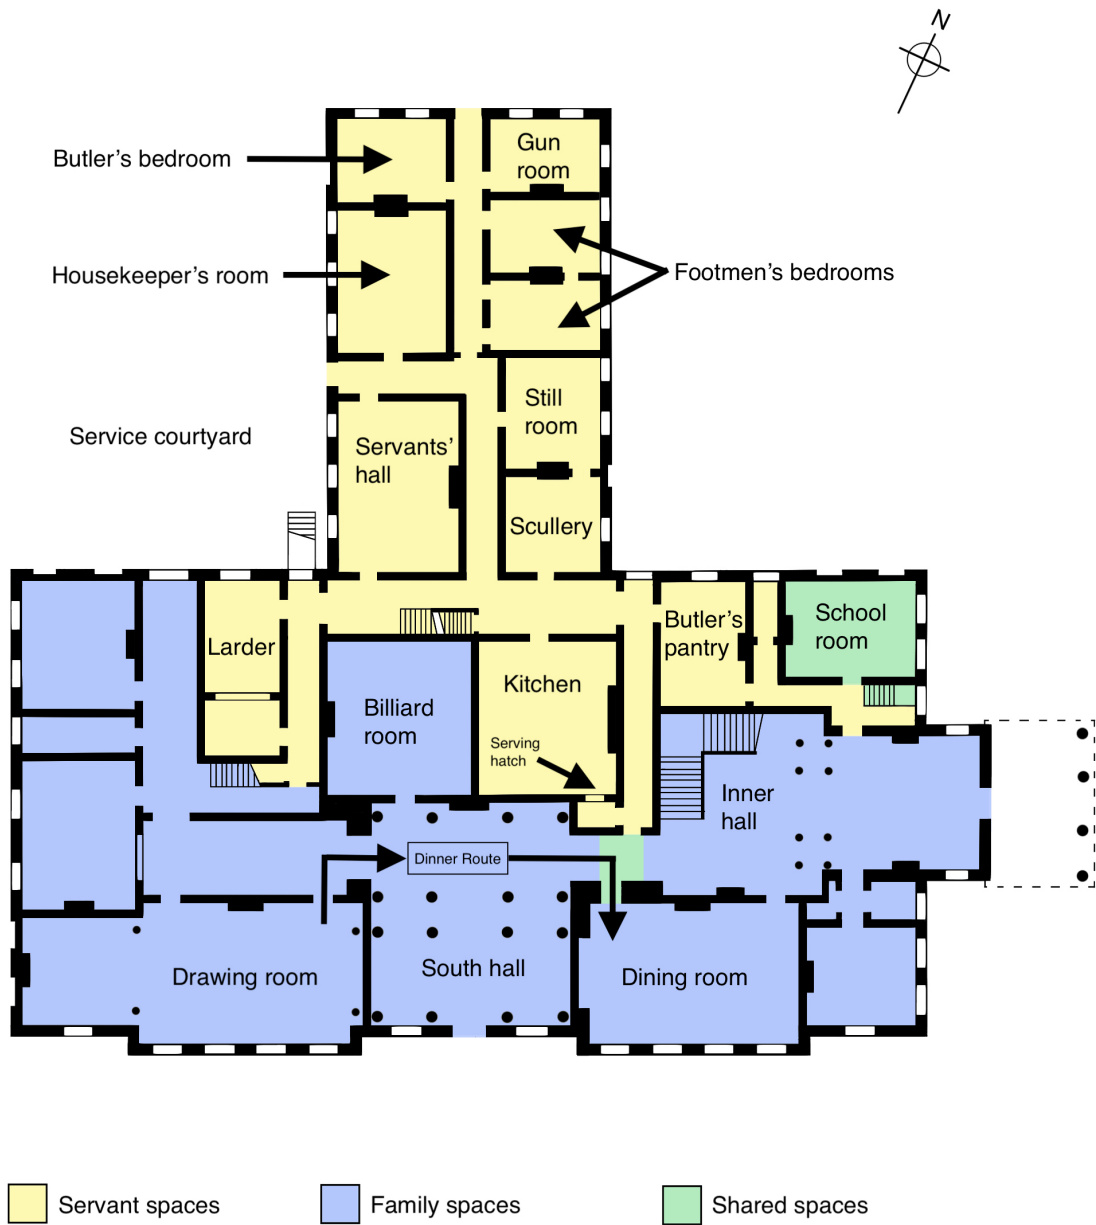 N
Butler’s bedroom
Gun
room
Housekeeper’s room
Footmen’s bedrooms
Service courtyard
Servants’
hall
Still
room
Scullery
Larder
Butler’s
pantry
School
room
Billiard
room
Kitchen
Serving
hatch
Inner
hall
Dinner Route
Drawing room
South hall
Dining room
Servant spaces
Family spaces
Shared spaces